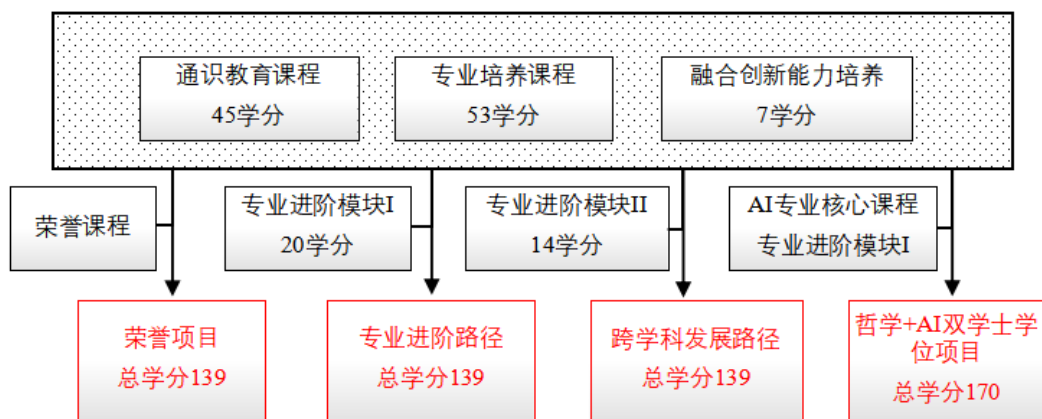 通识教育课程
45学分
专业培养课程
53学分
融合创新能力培养
7学分
荣誉课程
专业进阶模块I
20学分
专业进阶模块II
14学分
AI专业核心课程
专业进阶模块I
荣誉项目
总学分139
专业进阶路径
总学分139
跨学科发展路径
总学分139
哲学+AI双学士学
位项目
总学分170